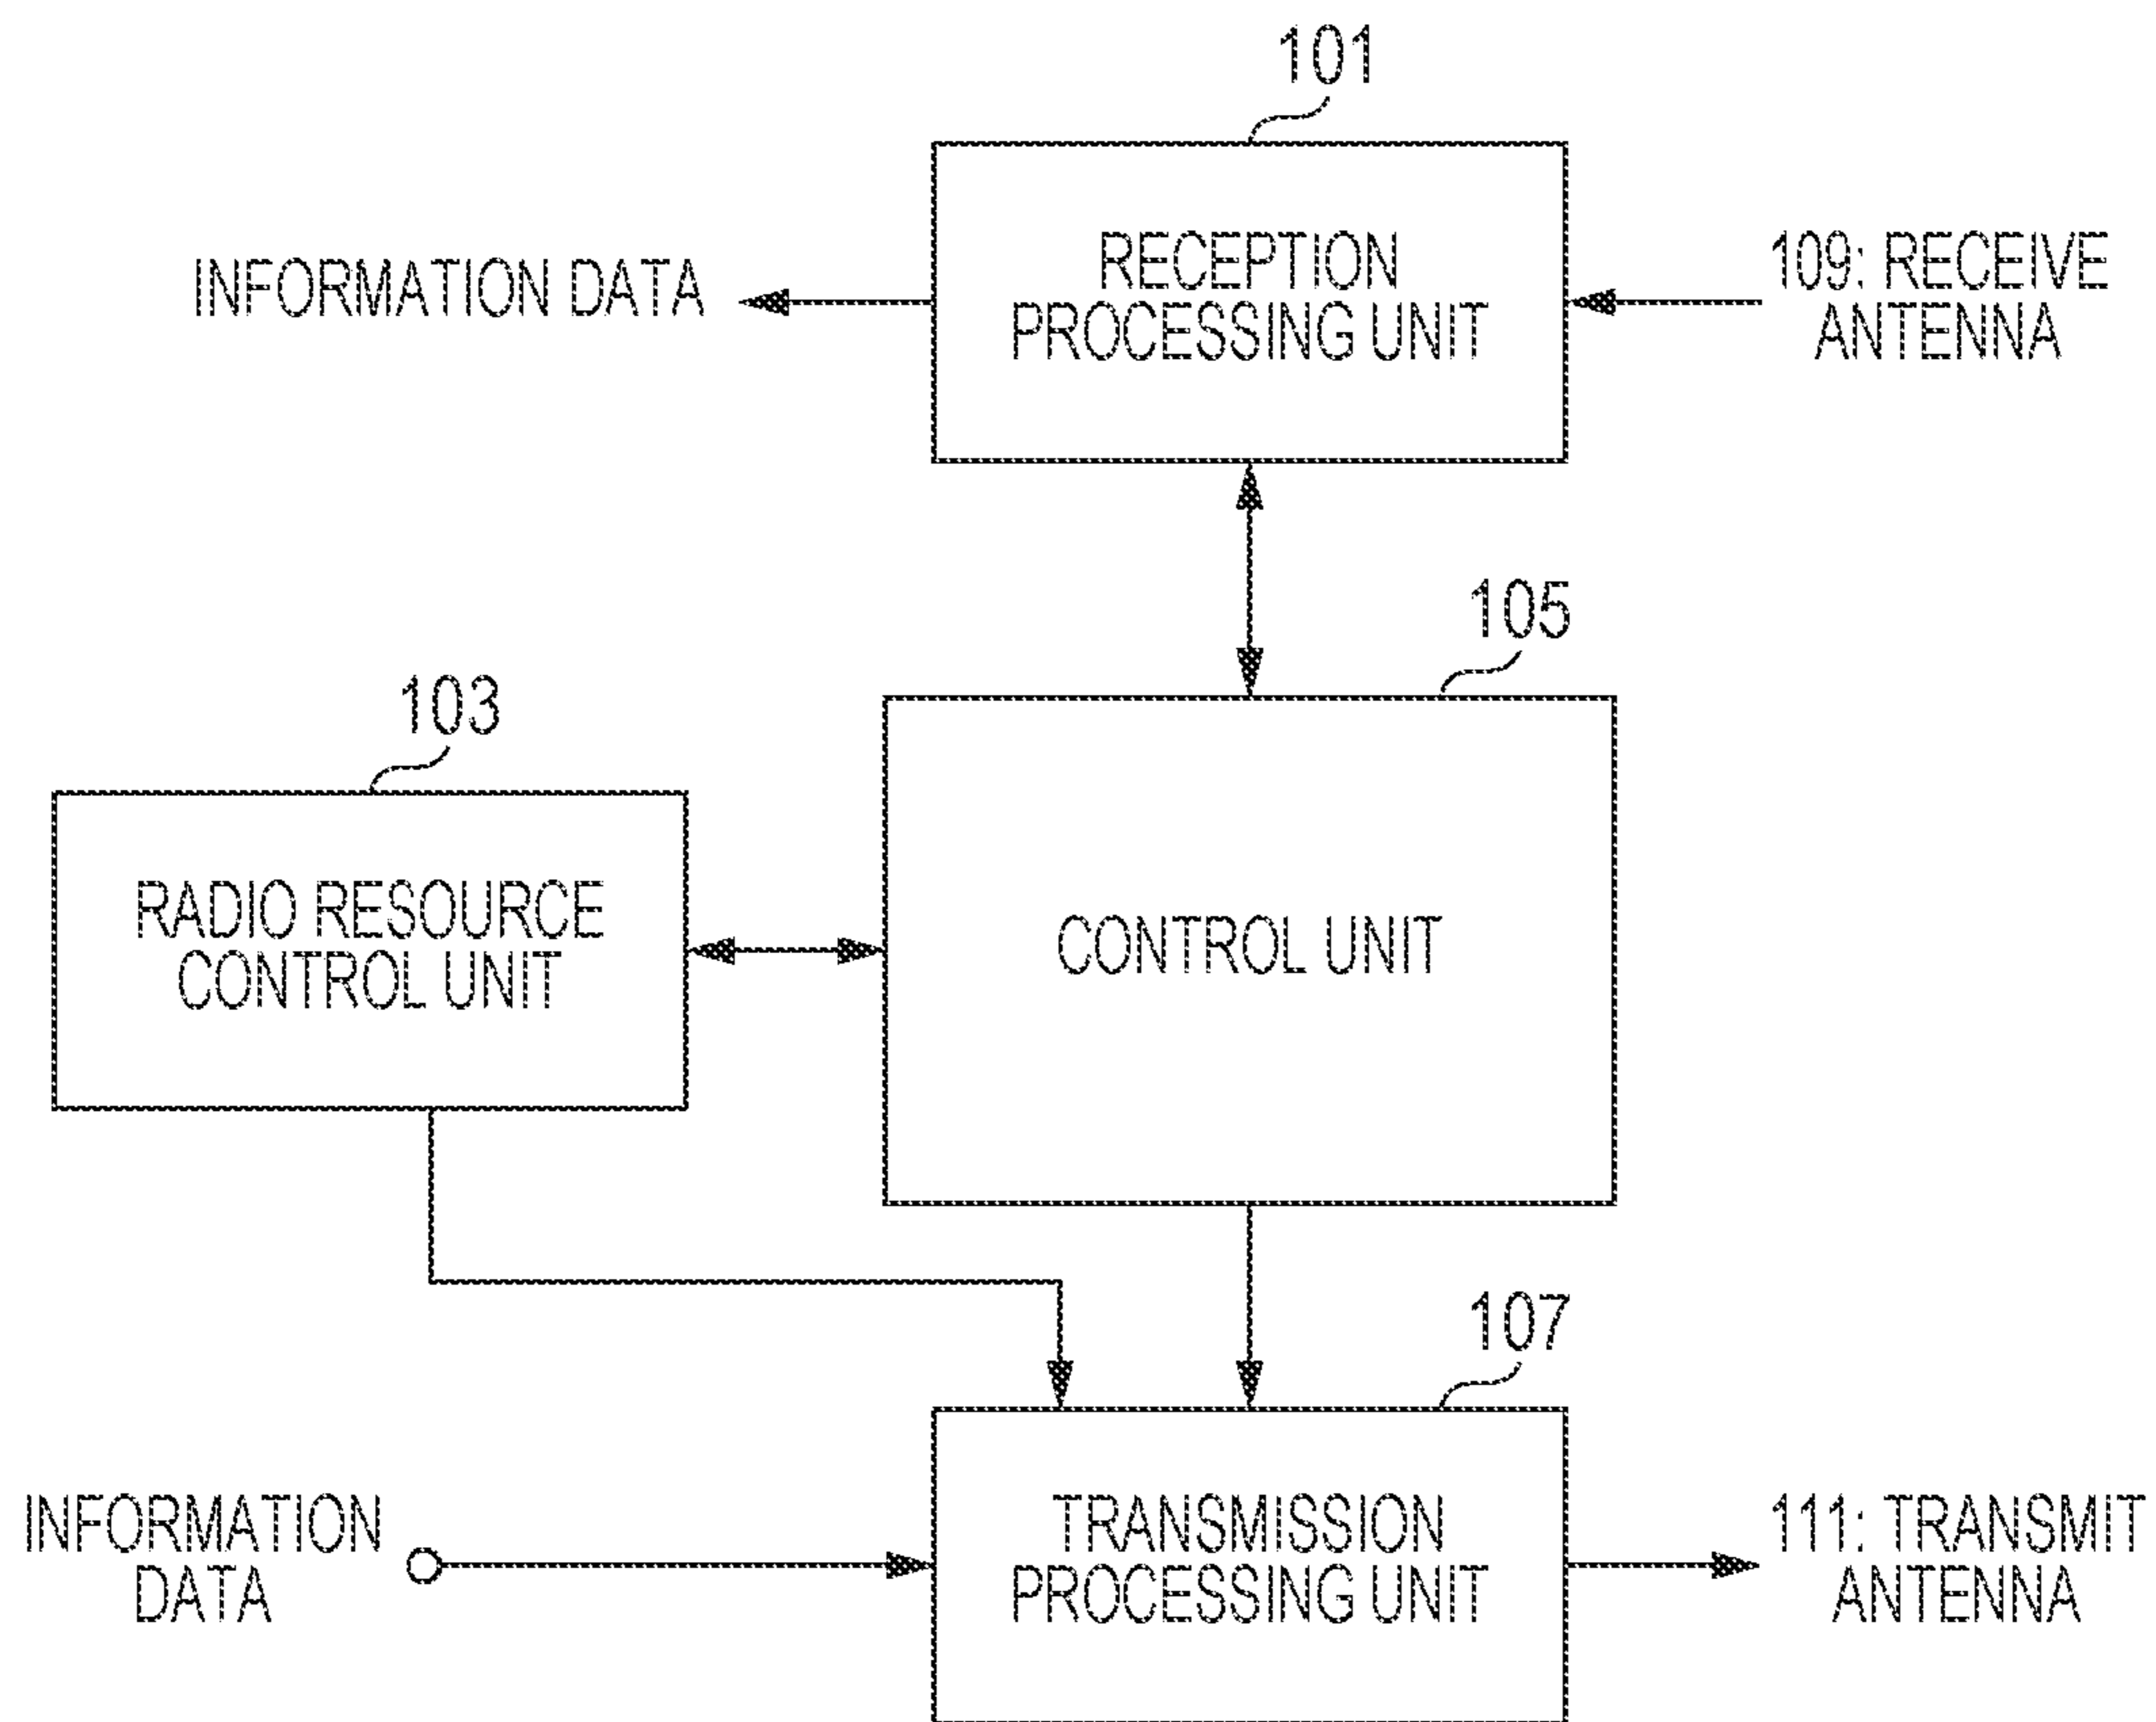 101
INFORMATION DATA
RECEPTION
PROCESSING UNIT
109: RECEIVE
ANTENNA
105
103
RADIO RESOURCE
CONTROL UNIT
CONTROL UNIT
107
INFORMATION
DATA
TRANSMISSION
PROCESSING UNIT
111: TRANSMIT
ANTENNA